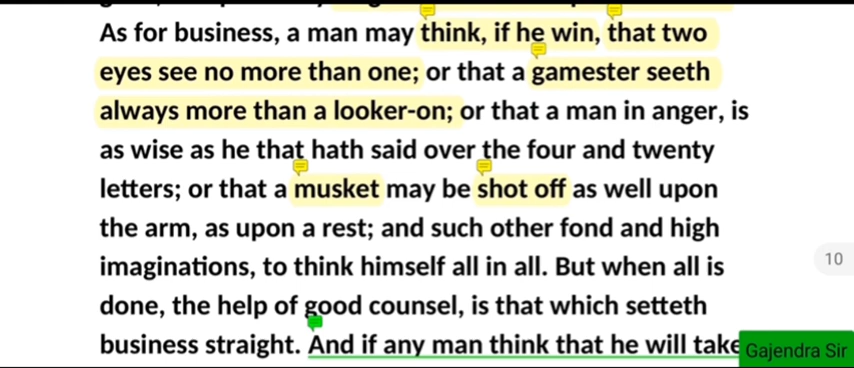 As for business, a man may think, if he win, that two
eyes see no more than one; or that a gamester seeth
always more than a looker-on; or that a man in anger, is
as wise as he that hath said over the four and twenty
letters; or that a musket may be shot off as well upon
the arm, as upon a rest; and such other fond and high
imaginations, to think himself all in all. But when all is
10
done, the help of good counsel, is that which setteth
business straight. And if any man think that he will take
Gajendra Sir